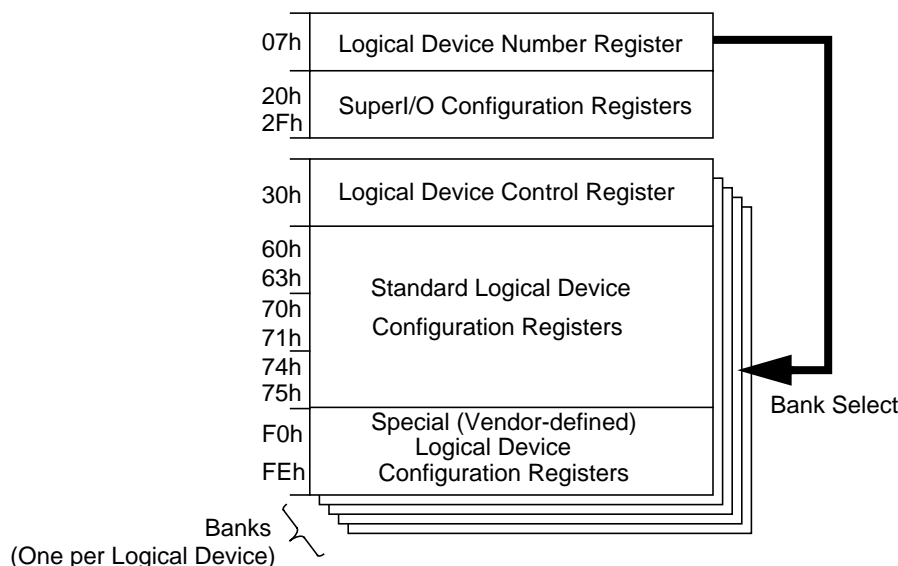 07h Logical Device Number Register
20h
SuperI/O Configuration Registers
2Fh
30h Logical Device Control Register
60h
63h
Standard Logical Device
70h
Configuration Registers
71h
74h
75h
Bank Select
Special (Vendor-defined)
F0h
Logical Device
FEh Configuration Registers
Banks
(One per Logical Device)